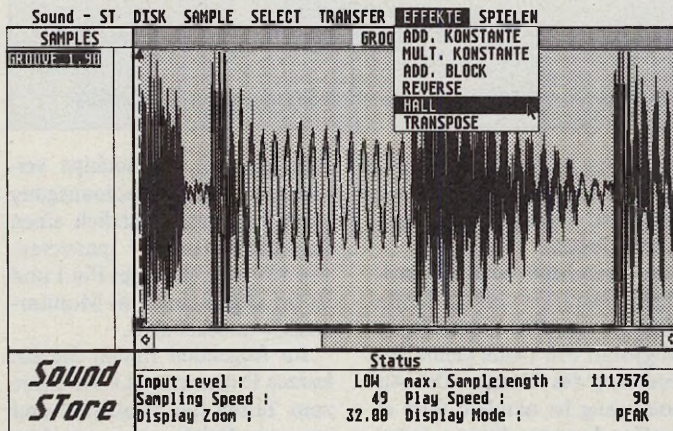 Sound - ST DISK SAMPLE SELECT TRANSFER EFFEKTE SPIELEN
SAMPLES
GROO
GROOVE 1.90
ADD. KONSTANTE
MULT. KONSTANTE
ADD. BLOCK
REVERSE
HALL
TRANSPOSE
Status
Sound
STore
Input Level LOW max. Samplelength 1117576
Sampling Speed : 49 Play Speed : 90
Display Zoom : 32.00 Display Mode : PEAK